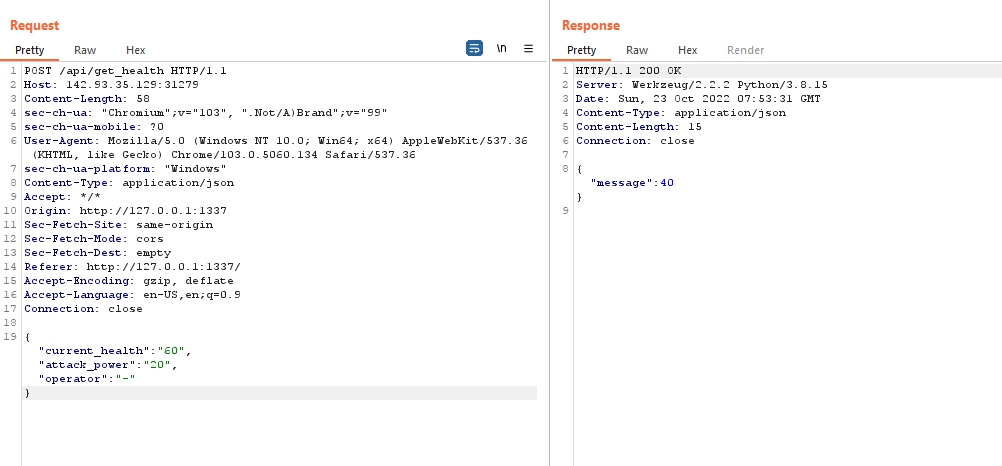 Request
Pretty Raw Hex \n
1 POST /api/get_health HTTP/1.1
2 Host: 142.93.35.129:31279
3 Content-Length: 58
4 sec-ch-ua: "Chromium";v="103", ".Not/A)Brand";v="99"
5 sec-ch-ua-mobile: ?0
6 User-Agent: Mozilla/5.0 (Windows NT 10.0; Win64; x64) AppleWebKit/537.36
(KHTML, like Gecko) Chrome/103.0.5060.134 Safari/537.36
7 sec-ch-ua-platform: "Windows"
8 Content-Type: application/json
9 Accept: */*
10 Origin: http://127.0.0.1:1337
11 Sec-Fetch-Site: same-origin
12 Sec-Fetch-Mode: cors
13 Sec-Fetch-Dest: empty
14 Referer: http://127.0.0.1:1337/
15 Accept-Encoding: gzip, deflate
16 Accept-Language: en-US,en;q=0.9
17 Connection: close
18
19 {
"current_health":"60",
"attack_power":"20",
"operator":"-"
}
Response
Pretty Raw Hex Render
1 HTTP/1.1 200 OK
2 Server: Werkzeug/2.2.2 Python/3.8.15
3 Date: Sun, 23 Oct 2022 07:53:31 GMT
4 Content-Type: application/json
5 Content-Length: 15
6 Connection: close
7
8 {
"message":40
}
9